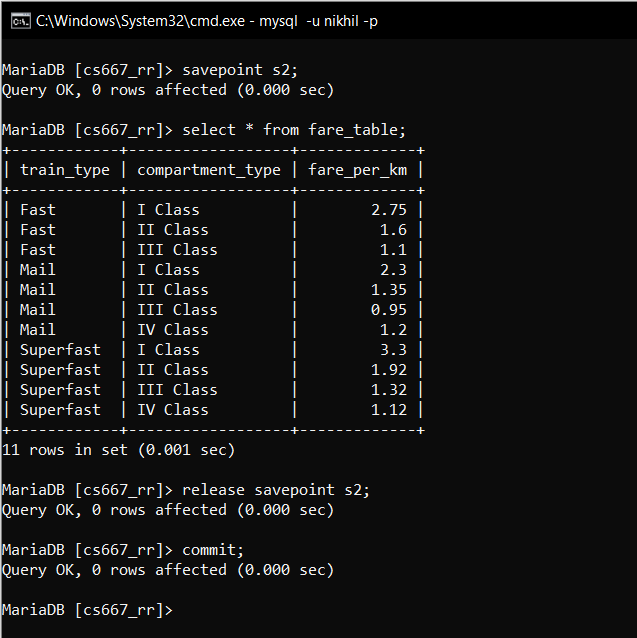 C:\Windows\System32\cmd.exe - mysql  -u nikhil -p
MariaDB [cs667_rr]> savepoint s2;
Query OK, 0 rows affected (0.000 sec)
MariaDB [cs667_rr]> select * from fare_table;
+------------+------------------+-------------+
| train_type | compartment_type | fare_per_km |
+------------+------------------+-------------+
| Fast       | I Class          |        2.75 |
| Fast       | II Class         |         1.6 |
| Fast       | III Class        |         1.1 |
| Mail       | I Class          |         2.3 |
| Mail       | II Class         |        1.35 |
| Mail       | III Class        |        0.95 |
| Mail       | IV Class         |         1.2 |
| Superfast  | I Class          |         3.3 |
| Superfast  | II Class         |        1.92 |
| Superfast  | III Class        |        1.32 |
| Superfast  | IV Class         |        1.12 |
+------------+------------------+-------------+
11 rows in set (0.001 sec)
MariaDB [cs667_rr]> release savepoint s2;
Query OK, 0 rows affected (0.000 sec)
MariaDB [cs667_rr]> commit;
Query OK, 0 rows affected (0.000 sec)
MariaDB [cs667_rr]>